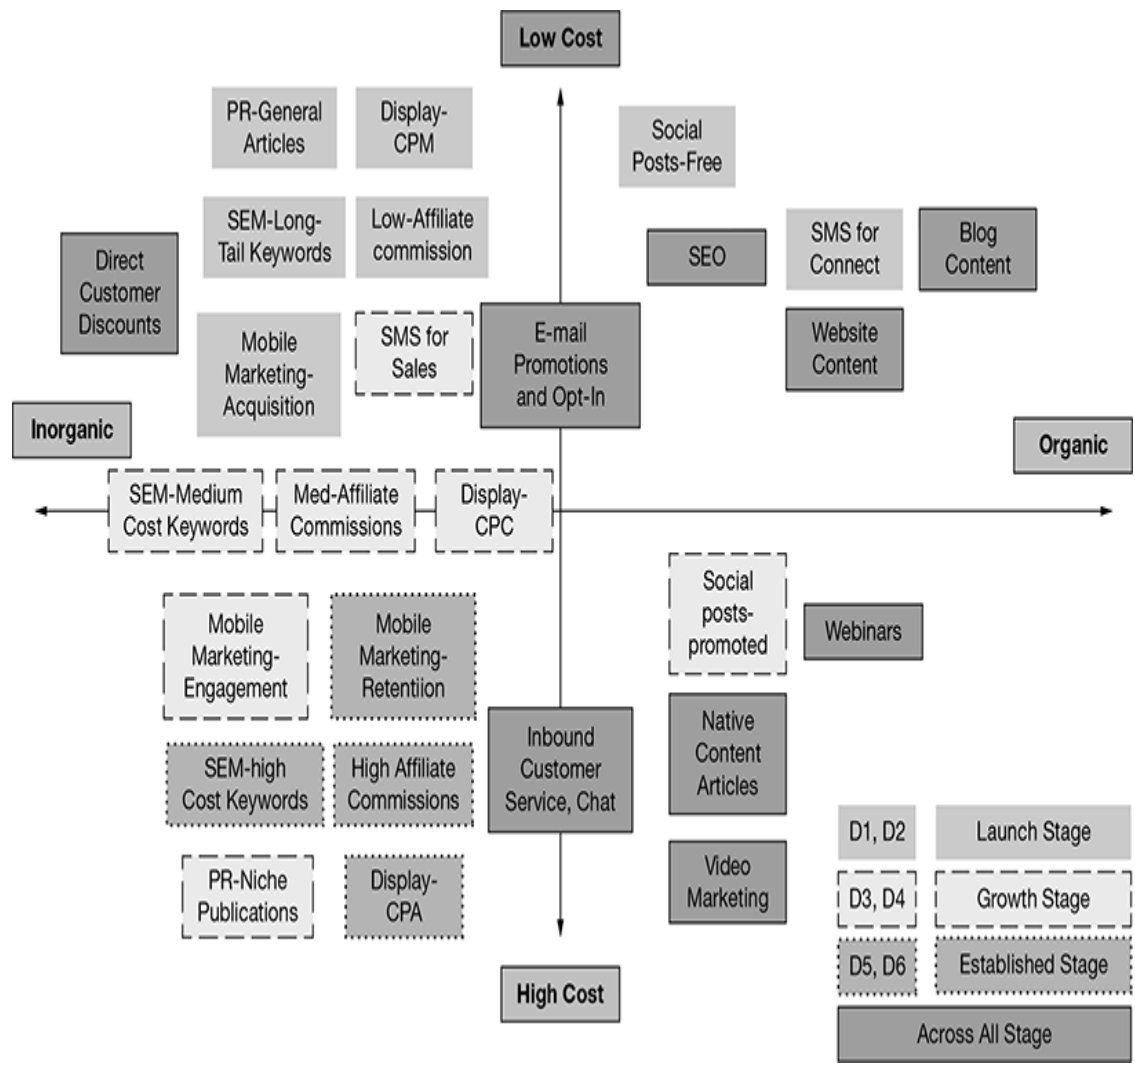 Low Cost
PR-General
Articles
Display-
CPM
Social
Posts-Free
SEM-Long-
Tail Keywords
Low-Affiliate
commission
Direct
Customer
Discounts
SEO
SMS for
Connect
Blog
Content
Mobile
Marketing-
Acquisition
SMS for
Sales
E-mail
Promotions
and Opt-In
Website
Content
Inorganic
Organic
SEM-Medium
Cost Keywords
Med-Affiliate
Commissions
Display-
CPC
Social
posts-
promoted
Webinars
Mobile
Marketing-
Engagement
Mobile
Marketing-
Retentiion
Inbound
Customer
Service, Chat
Native
Content
Articles
SEM-high
Cost Keywords
High Affiliate
Commissions
PR-Niche
Publications
Display-
CPA
Video
Marketing
High Cost
D1, D2
Launch Stage
D3, D4
Growth Stage
D5, D6
Established Stage
Across All Stage